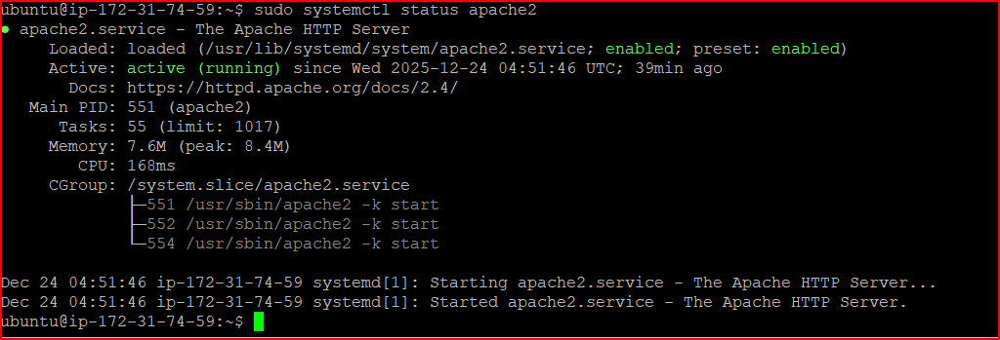 ubuntu@ip-172-31-74-59:~$ sudo systemctl status apache2
● apache2.service - The Apache HTTP Server
     Loaded: loaded (/usr/lib/systemd/system/apache2.service; enabled; preset: enabled)
     Active: active (running) since Wed 2025-12-24 04:51:46 UTC; 39min ago
       Docs: https://httpd.apache.org/docs/2.4/
   Main PID: 551 (apache2)
      Tasks: 55 (limit: 1017)
     Memory: 7.6M (peak: 8.4M)
        CPU: 168ms
     CGroup: /system.slice/apache2.service
             ├─551 /usr/sbin/apache2 -k start
             ├─552 /usr/sbin/apache2 -k start
             └─554 /usr/sbin/apache2 -k start

Dec 24 04:51:46 ip-172-31-74-59 systemd[1]: Starting apache2.service - The Apache HTTP Server...
Dec 24 04:51:46 ip-172-31-74-59 systemd[1]: Started apache2.service - The Apache HTTP Server.
ubuntu@ip-172-31-74-59:~$